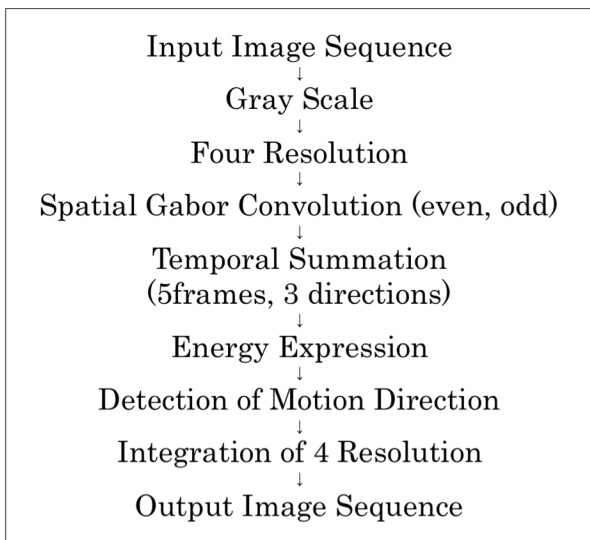 Input Image Sequence
↓
Gray Scale
↓
Four Resolution
↓
Spatial Gabor Convolution (even, odd)
↓
Temporal Summation
(5frames, 3 directions)
↓
Energy Expression
↓
Detection of Motion Direction
↓
Integration of 4 Resolution
↓
Output Image Sequence